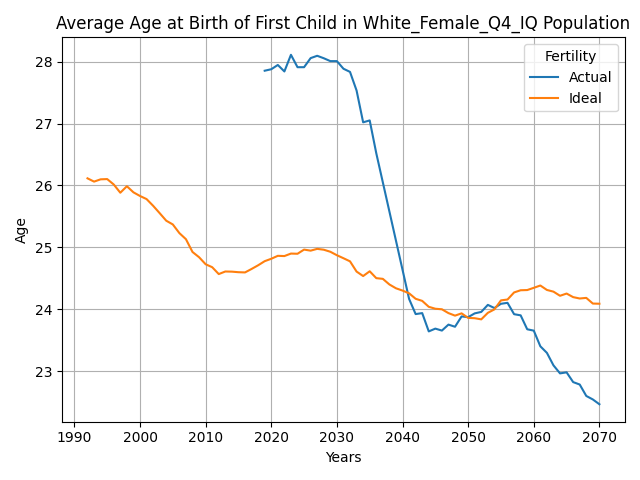 Average Age at Birth of First Child in White_Female_Q4_IQ Population
Fertility
Actual
Ideal
28
27
26
25
24
23
Age
1990
2000
2010
2020
2030
2040
2050
2060
2070
Years